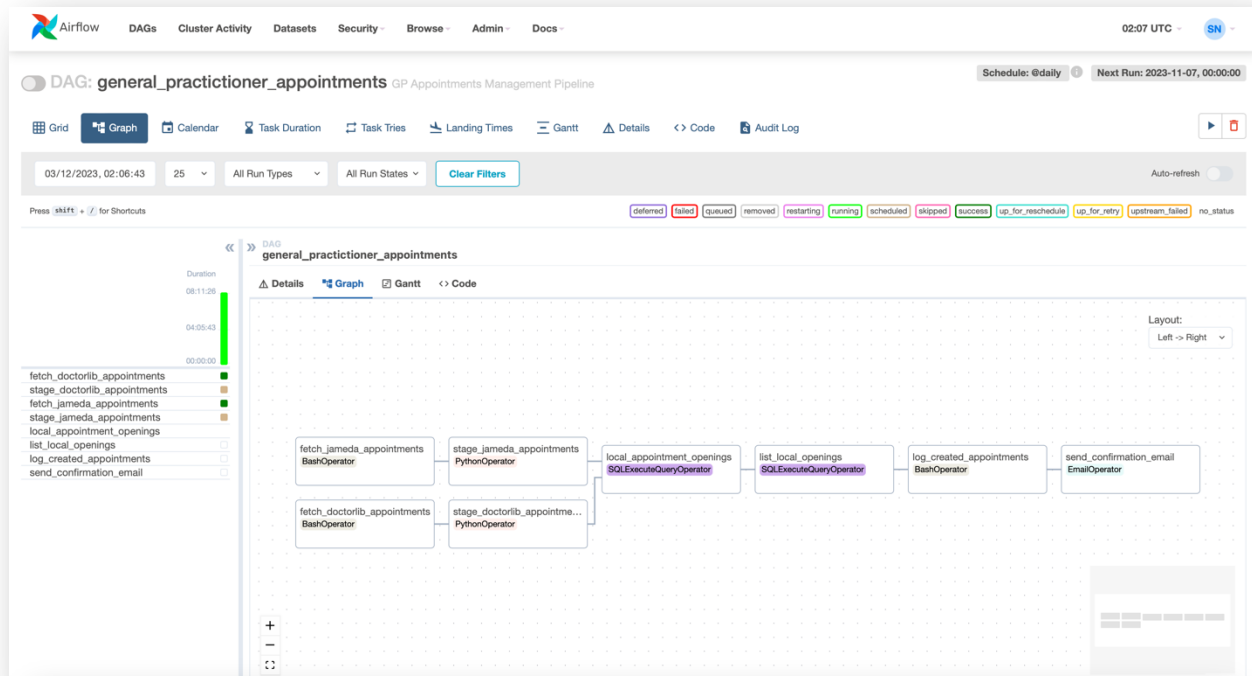 Airflow DAGs Cluster Activity Datasets Security Browse Admin Docs 02:07 UTC SN
DAG: general_practictioner_appointments GP Appointments Management Pipeline Schedule: @daily Next Run: 2023-11-07, 00:00:00
Grid Graph Calendar Task Duration Task Tries Landing Times Gantt Details <> Code Audit Log
03/12/2023, 02:06:43 25 All Run Types All Run States Clear Filters Auto-refresh
Press shift + / for Shortcuts deferred failed queued removed restarting running scheduled skipped success up_for_reschedule up_for_retry upstream_failed no_status
DAG
general_practictioner_appointments
Duration
08:11:28
04:05:43
00:00:00
fetch_doctorlib_appointments
stage_doctorlib_appointments
fetch_jameda_appointments
stage_jameda_appointments
local_appointment_openings
list_local_openings
log_created_appointments
send_confirmation_email
Details Graph Gantt <> Code
Layout:
Left -> Right
fetch_jameda_appointments
BashOperator
stage_jameda_appointments
PythonOperator
local_appointment_openings
SQLExecuteQueryOperator
list_local_openings
SQLExecuteQueryOperator
log_created_appointments
BashOperator
send_confirmation_email
EmailOperator
fetch_doctorlib_appointments
BashOperator
stage_doctorlib_appointme...
PythonOperator